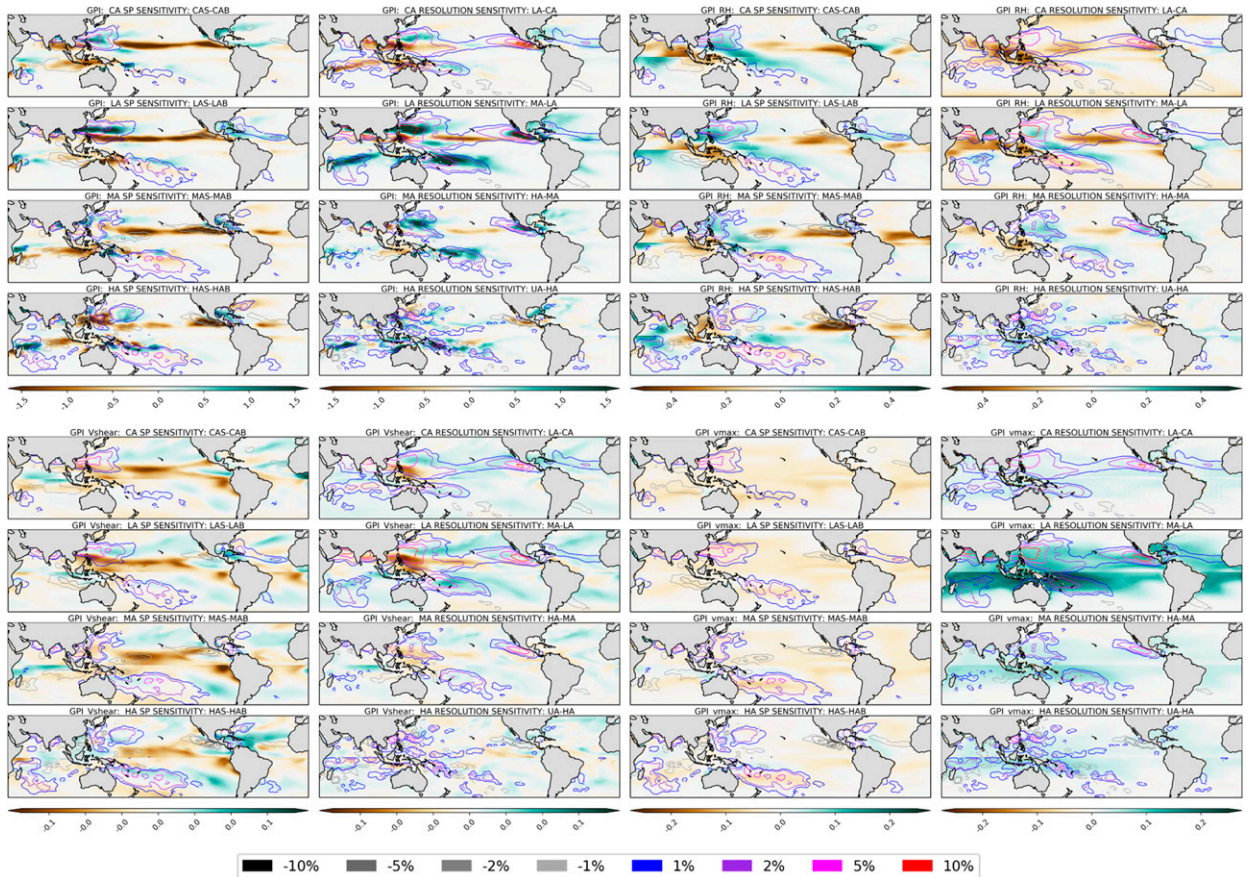 GPI: CA SP SENSITIVITY: CAS-CAB
GPI: CA RESOLUTION SENSITIVITY: LA-CA
GPI RH: CA SP SENSITIVITY: CAS-CAB
GPI RH: CA RESOLUTION SENSITIVITY: LA-CA
GPI: LA SP SENSITIVITY: LAS-LAB
GPI: LA RESOLUTION SENSITIVITY: MA-LA
GPI RH: LA SP SENSITIVITY: LAS-LAB
GPI RH: LA RESOLUTION SENSITIVITY: MA-LA
GPI: MA SP SENSITIVITY: MAS-MAB
GPI: MA RESOLUTION SENSITIVITY: HA-MA
GPI RH: MA SP SENSITIVITY: MAS-MAB
GPI RH: MA RESOLUTION SENSITIVITY: HA-MA
GPI: HA SP SENSITIVITY: HAS-HAB
GPI: HA RESOLUTION SENSITIVITY: UA-HA
GPI RH: HA SP SENSITIVITY: HAS-HAB
GPI RH: HA RESOLUTION SENSITIVITY: UA-HA
-1.5 -1.0 -0.5 0.0 0.5 1.0 1.5
-1.5 -1.0 -0.5 0.0 0.5 1.0 1.5
-0.4 -0.2 0.0 0.2 0.4
-0.4 -0.2 0.0 0.2 0.4
GPI Vshear: CA SP SENSITIVITY: CAS-CAB
GPI Vshear: CA RESOLUTION SENSITIVITY: LA-CA
GPI vmax: CA SP SENSITIVITY: CAS-CAB
GPI vmax: CA RESOLUTION SENSITIVITY: LA-CA
GPI Vshear: LA SP SENSITIVITY: LAS-LAB
GPI Vshear: LA RESOLUTION SENSITIVITY: MA-LA
GPI vmax: LA SP SENSITIVITY: LAS-LAB
GPI vmax: LA RESOLUTION SENSITIVITY: MA-LA
GPI Vshear: MA SP SENSITIVITY: MAS-MAB
GPI Vshear: MA RESOLUTION SENSITIVITY: HA-MA
GPI vmax: MA SP SENSITIVITY: MAS-MAB
GPI vmax: MA RESOLUTION SENSITIVITY: HA-MA
GPI Vshear: HA SP SENSITIVITY: HAS-HAB
GPI Vshear: HA RESOLUTION SENSITIVITY: UA-HA
GPI vmax: HA SP SENSITIVITY: HAS-HAB
GPI vmax: HA RESOLUTION SENSITIVITY: UA-HA
-0.1 -0.0 -0.0 0.0 0.0 0.0 0.1
-0.1 -0.0 -0.0 0.0 0.0 0.0 0.1
-0.2 -0.1 0.0 0.1 0.2
-0.2 -0.1 0.0 0.1 0.2
-10% -5% -2% -1% 1% 2% 5% 10%